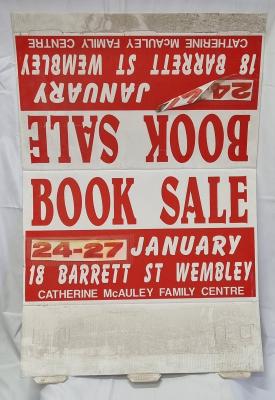 CATHERINE McAULEY FAMILY CENTRE
18 BARRETT ST WEMBLEY
24 JANUARY
BOOK SALE
BOOK SALE
24-27 JANUARY
18 BARRETT ST WEMBLEY
CATHERINE McAULEY FAMILY CENTRE